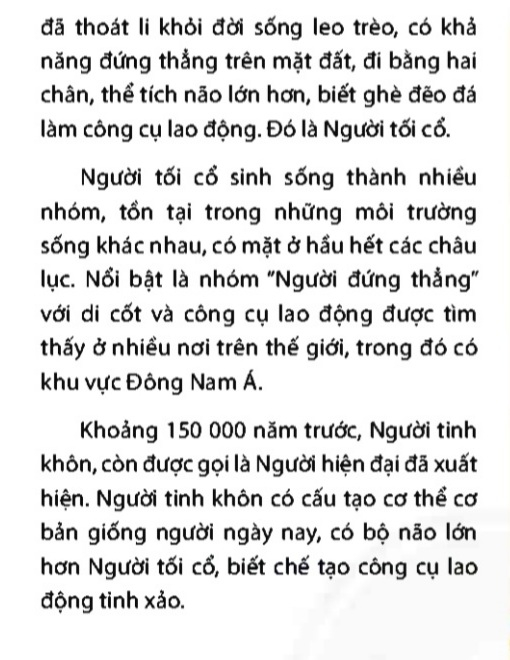 đã thoát li khỏi đời sống leo trèo, có khả
năng đứng thẳng trên mặt đất, đi bằng hai
chân, thể tích não lớn hơn, biết ghè đẽo đá
làm công cụ lao động. Đó là Người tối cổ.
Người tối cổ sinh sống thành nhiều
nhóm, tồn tại trong những môi trường
sống khác nhau, có mặt ở hầu hết các châu
lục. Nổi bật là nhóm "Người đứng thẳng"
với di cốt và công cụ lao động được tìm
thấy ở nhiều nơi trên thế giới, trong đó có
khu vực Đông Nam Á.
Khoảng 150 000 năm trước, Người tinh
khôn, còn được gọi là Người hiện đại đã xuất
hiện. Người tinh khôn có cấu tạo cơ thể cơ
bản giống người ngày nay, có bộ não lớn
hơn Người tối cổ, biết chế tạo công cụ lao
động tinh xảo.